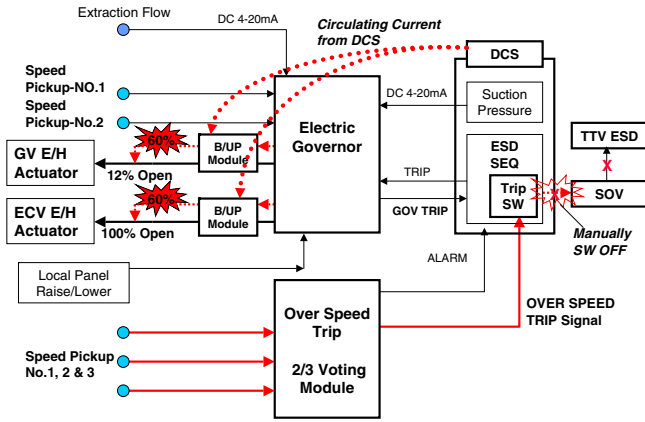 Extraction Flow
DC 4-20mA
Circulating Current
from DCS
DCS
Speed
Pickup-NO.1
Speed
Pickup-No.2
DC 4-20mA
Suction
Pressure
Electric
Governor
60%
B/UP
Module
GV E/H
Actuator
12% Open
TTV ESD
ESD
SEQ
TRIP
Trip
SW
X
X
SOV
60%
B/UP
Module
ECV E/H
Actuator
100% Open
GOV TRIP
Manually
SW OFF
Local Panel
Raise/Lower
ALARM
Over Speed
Trip
2/3 Voting
Module
OVER SPEED
TRIP Signal
Speed Pickup
No.1, 2 & 3